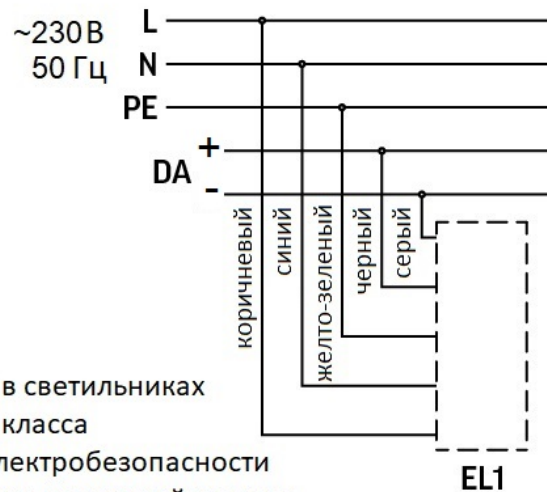 ~230В
50 Гц
L
N
PE
DA
+
-
коричневый
синий
желто-зеленый
черный
серый
в светильниках
класса
лектробезопасности
EL1